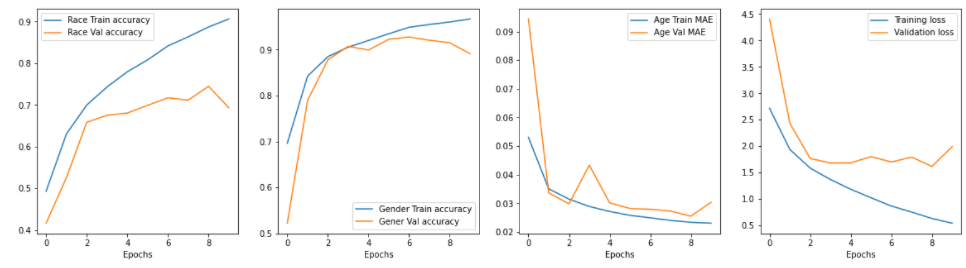 Race Train accuracy
Race Val accuracy
0.9
0.8
0.7
0.6
0.5
0.4
0 2 4 6 8
Epochs
Gender Train accuracy
Gener Val accuracy
0.9
0.8
0.7
0.6
0.5
0 2 4 6 8
Epochs
Age Train MAE
Age Val MAE
0.09
0.08
0.07
0.06
0.05
0.04
0.03
0.02
0 2 4 6 8
Epochs
Training loss
Validation loss
4.5
4.0
3.5
3.0
2.5
2.0
1.5
1.0
0.5
0 2 4 6 8
Epochs